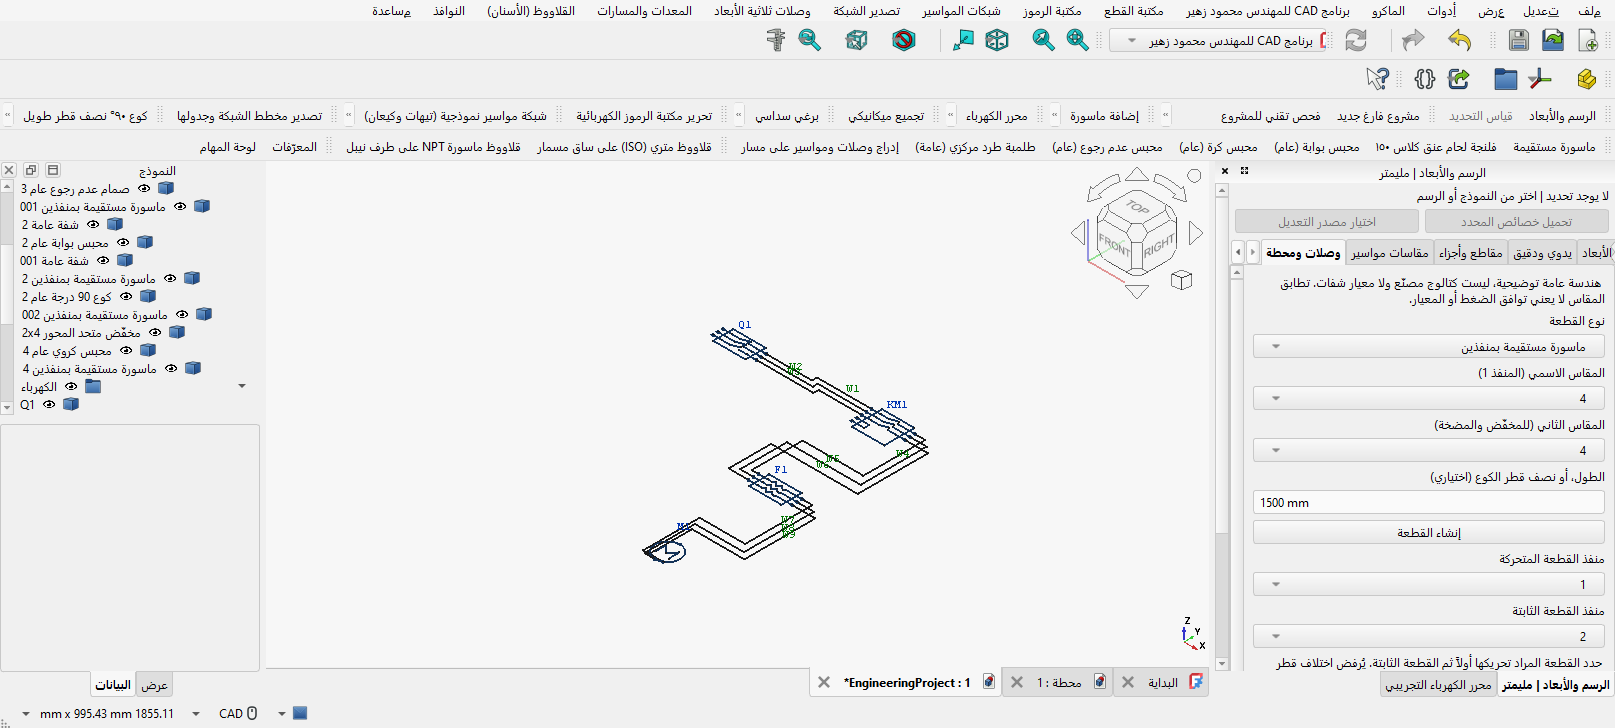 ملف
تعديل
عرض
أدوات
الماكرو
برنامج CAD للمهندس محمود زهير
مكتبة القطع
مكتبة الرموز
شبكات المواسير
تصدير الشبكة
وصلات ثلاثية الأبعاد
المعدات والمسارات
القلاووظ (الأسنان)
النوافذ
مساعدة
برنامج CAD للمهندس محمود زهير
الرسم والأبعاد
قياس التحديد
مشروع فارغ جديد
فحص تقني للمشروع
إضافة ماسورة
محرر الكهرباء
تجميع ميكانيكي
برغي سداسي
تحرير مكتبة الرموز الكهربائية
شبكة مواسير نموذجية (تيهات وكيعان)
تصدير مخطط الشبكة وجدولها
كوع ٩٠° نصف قطر طويل
ماسورة مستقيمة
فلنجة لحام عنق كلاس ١٥٠
محبس بوابة (عام)
محبس كرة (عام)
محبس عدم رجوع (عام)
طلمبة طرد مركزي (عامة)
إدراج وصلات ومواسير على مسار
قلاووظ متري (ISO) على ساق مسمار
قلاووظ ماسورة NPT على طرف نيبل
المعرّفات
لوحة المهام
الرسم والأبعاد | مليمتر
لا يوجد تحديد | اختر من النموذج أو الرسم
تحميل خصائص المحدد
اختيار مصدر التعديل
الأبعاد
يدوي ودقيق
مقاطع وأجزاء
مقاسات مواسير
وصلات ومحطة
هندسة عامة توضيحية، ليست كتالوج مصنّع ولا معيار شفات. تطابق
المقاس لا يعني توافق الضغط أو المعيار.
نوع القطعة
ماسورة مستقيمة بمنفذين
المقاس الاسمي (المنفذ 1)
4
المقاس الثاني (للمخفّض والمضخة)
4
الطول، أو نصف قطر الكوع (اختياري)
1500 mm
إنشاء القطعة
منفذ القطعة المتحركة
1
منفذ القطعة الثابتة
2
حدد القطعة المراد تحريكها أولاً ثم القطعة الثابتة. يُرفض اختلاف قطر
الرسم والأبعاد | مليمتر
محرر الكهرباء التجريبي
النموذج
صمام عدم رجوع عام 3
ماسورة مستقيمة بمنفذين 001
شفة عامة 2
محبس بوابة عام 2
شفة عامة 001
ماسورة مستقيمة بمنفذين 2
كوع 90 درجة عام 2
ماسورة مستقيمة بمنفذين 002
مخفّض متحد المحور 2x4
محبس كروي عام 4
ماسورة مستقيمة بمنفذين 4
الكهرباء
Q1
عرض
البيانات
TOP
FRONT
RIGHT
Q1
W2
W1
KM1
W4
W5
F1
W7
W9
Z
Y
X
البداية
محطة : 1
EngineeringProject : 1*
CAD
1855.11 mm x 995.43 mm